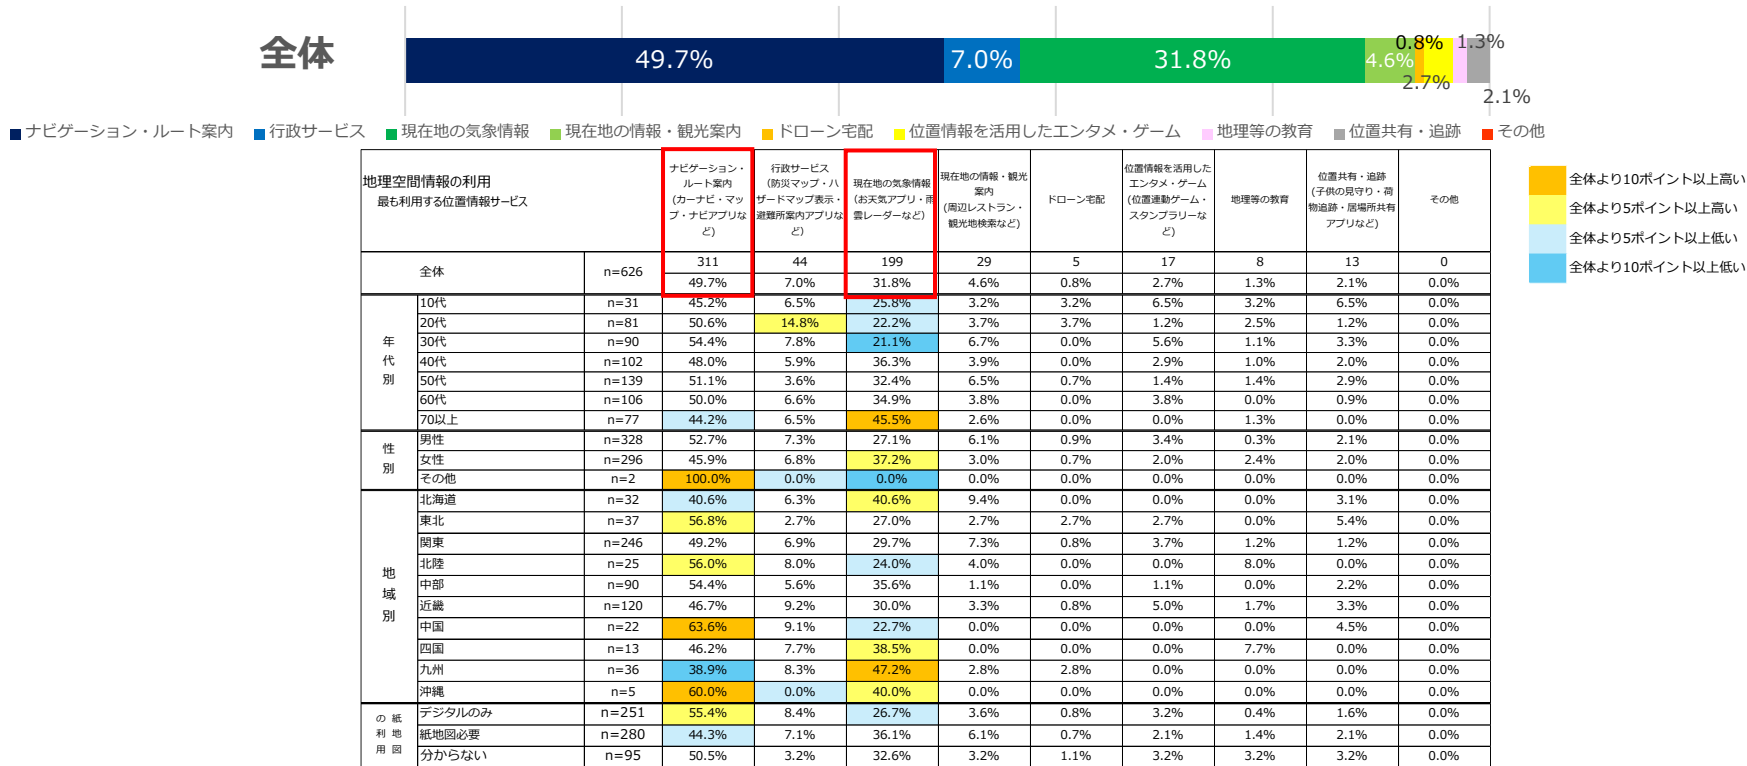 全体
49.7%
7.0%
31.8%
4.6%
0.8%
2.7%
1.3%
2.1%
ナビゲーション・ルート案内 行政サービス 現在地の気象情報 現在地の情報・観光案内 ドローン宅配 位置情報を活用したエンタメ・ゲーム 地理等の教育 位置共有・追跡 その他
地理空間情報の利用
最も利用する位置情報サービス
ナビゲーション・
ルート案内
(カーナビ・マッ
プ・ナビアプリな
ど)
行政サービス
(防災マップ・ハ
ザードマップ表示・
避難所案内アプリな
ど)
現在地の気象情報
(お天気アプリ・雨
雲レーダーなど)
現在地の情報・観光
案内
(周辺レストラン・
観光地検索など)
ドローン宅配
位置情報を活用した
エンタメ・ゲーム
(位置連動ゲーム・
スタンプラリーな
ど)
地理等の教育
位置共有・追跡
(子供の見守り・荷
物追跡・居場所共有
アプリなど)
その他
全体より10ポイント以上高い
全体より5ポイント以上高い
全体より5ポイント以上低い
全体より10ポイント以上低い
全体 n=626
311 44 199 29 5 17 8 13 0
49.7% 7.0% 31.8% 4.6% 0.8% 2.7% 1.3% 2.1% 0.0%
年代別
10代 n=31 45.2% 6.5% 25.8% 3.2% 3.2% 6.5% 3.2% 6.5% 0.0%
20代 n=81 50.6% 14.8% 22.2% 3.7% 3.7% 1.2% 2.5% 1.2% 0.0%
30代 n=90 54.4% 7.8% 21.1% 6.7% 0.0% 5.6% 1.1% 3.3% 0.0%
40代 n=102 48.0% 5.9% 36.3% 3.9% 0.0% 2.9% 1.0% 2.0% 0.0%
50代 n=139 51.1% 3.6% 32.4% 6.5% 0.7% 1.4% 1.4% 2.9% 0.0%
60代 n=106 50.0% 6.6% 34.9% 3.8% 0.0% 3.8% 0.0% 0.9% 0.0%
70以上 n=77 44.2% 6.5% 45.5% 2.6% 0.0% 0.0% 1.3% 0.0% 0.0%
性別
男性 n=328 52.7% 7.3% 27.1% 6.1% 0.9% 3.4% 0.3% 2.1% 0.0%
女性 n=296 45.9% 6.8% 37.2% 3.0% 0.7% 2.0% 2.4% 2.0% 0.0%
その他 n=2 100.0% 0.0% 0.0% 0.0% 0.0% 0.0% 0.0% 0.0% 0.0%
地域別
北海道 n=32 40.6% 6.3% 40.6% 9.4% 0.0% 0.0% 0.0% 3.1% 0.0%
東北 n=37 56.8% 2.7% 27.0% 2.7% 2.7% 2.7% 0.0% 5.4% 0.0%
関東 n=246 49.2% 6.9% 29.7% 7.3% 0.8% 3.7% 1.2% 1.2% 0.0%
北陸 n=25 56.0% 8.0% 24.0% 4.0% 0.0% 0.0% 8.0% 0.0% 0.0%
中部 n=90 54.4% 5.6% 35.6% 1.1% 0.0% 1.1% 0.0% 2.2% 0.0%
近畿 n=120 46.7% 9.2% 30.0% 3.3% 0.8% 5.0% 1.7% 3.3% 0.0%
中国 n=22 63.6% 9.1% 22.7% 0.0% 0.0% 0.0% 0.0% 4.5% 0.0%
四国 n=13 46.2% 7.7% 38.5% 0.0% 0.0% 0.0% 7.7% 0.0% 0.0%
九州 n=36 38.9% 8.3% 47.2% 2.8% 2.8% 0.0% 0.0% 0.0% 0.0%
沖縄 n=5 60.0% 0.0% 40.0% 0.0% 0.0% 0.0% 0.0% 0.0% 0.0%
紙地図の利用
デジタルのみ n=251 55.4% 8.4% 26.7% 3.6% 0.8% 3.2% 0.4% 1.6% 0.0%
紙地図必要 n=280 44.3% 7.1% 36.1% 6.1% 0.7% 2.1% 1.4% 2.1% 0.0%
分からない n=95 50.5% 3.2% 32.6% 3.2% 1.1% 3.2% 3.2% 3.2% 0.0%